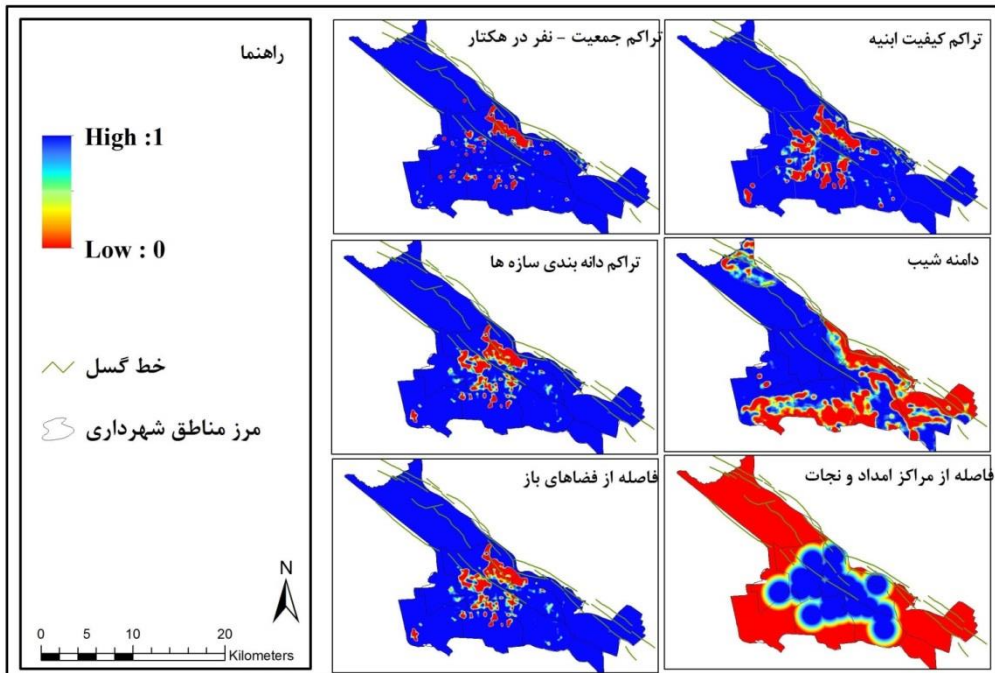 راهنما
High :1
Low : 0
خط گسل
مرز مناطق شهرداری
N
0 5 10 20
Kilometers
تراکم کیفیت ابنیه
تراکم جمعیت - نفر در هکتار
دامنه شیب
تراکم دانه بندی سازه ها
فاصله از مراکز امداد و نجات
فاصله از فضاهای باز